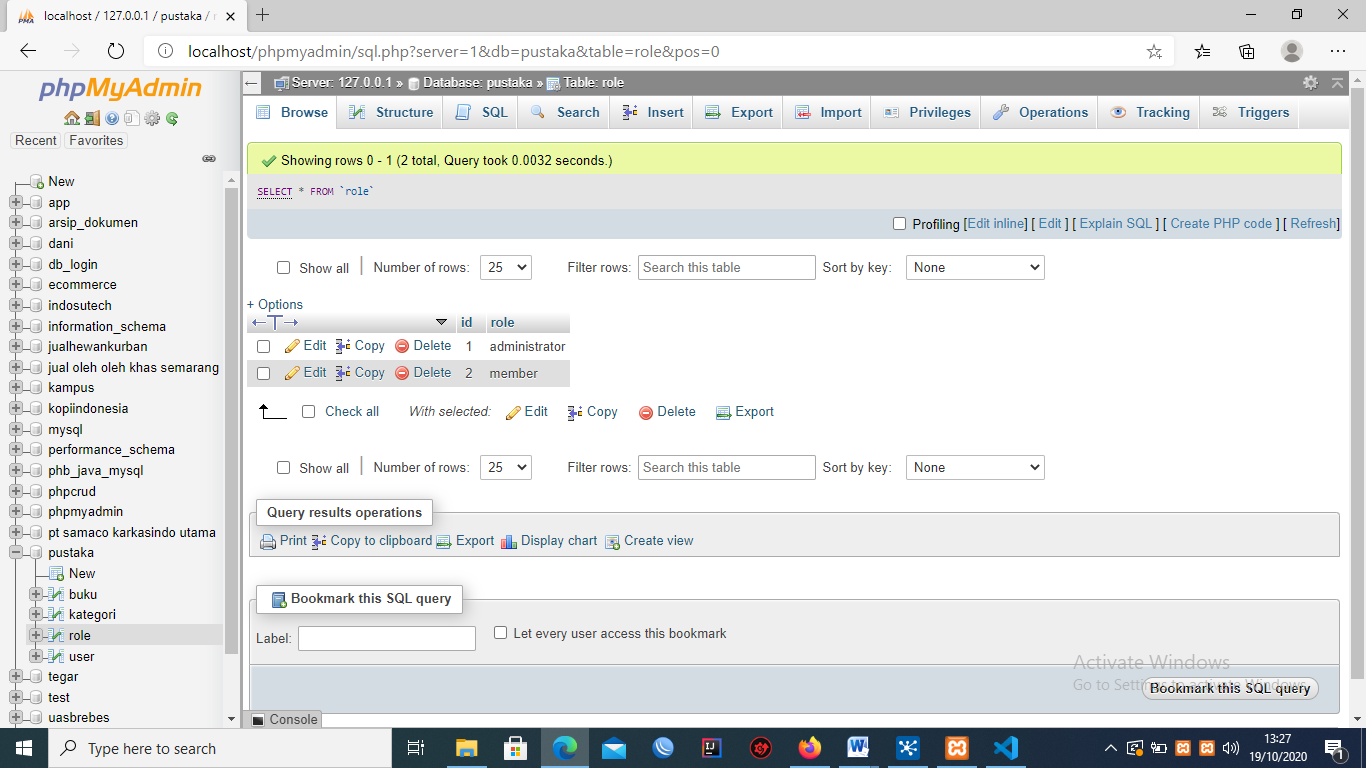 localhost / 127.0.0.1 / pustaka / r
localhost/phpmyadmin/sql.php?server=1&db=pustaka&table=role&pos=0
phpMyAdmin
Recent Favorites
New
app
arsip_dokumen
dani
db_login
ecommerce
indosutech
information_schema
jualhewankurban
jual oleh oleh khas semarang
kampus
kopiindonesia
mysql
performance_schema
phb_java_mysql
phpcrud
phpmyadmin
pt samaco karkasindo utama
pustaka
New
buku
kategori
role
user
tegar
test
uasbrebes
Server: 127.0.0.1 » Database: pustaka » Table: role
Browse Structure SQL Search Insert Export Import Privileges Operations Tracking Triggers
Showing rows 0 - 1 (2 total, Query took 0.0032 seconds.)
SELECT * FROM `role`
Profiling [Edit inline] [ Edit ] [ Explain SQL ] [ Create PHP code ] [ Refresh]
Show all | Number of rows: 25 Filter rows: Search this table Sort by key: None
+ Options
←T→ id role
Edit Copy Delete 1 administrator
Edit Copy Delete 2 member
Check all With selected: Edit Copy Delete Export
Show all | Number of rows: 25 Filter rows: Search this table Sort by key: None
Query results operations
Print Copy to clipboard Export Display chart Create view
Bookmark this SQL query
Label: Let every user access this bookmark
Activate Windows
Go to Settings to activate Windows.
Bookmark this SQL query
Console
Type here to search
13:27
19/10/2020
1